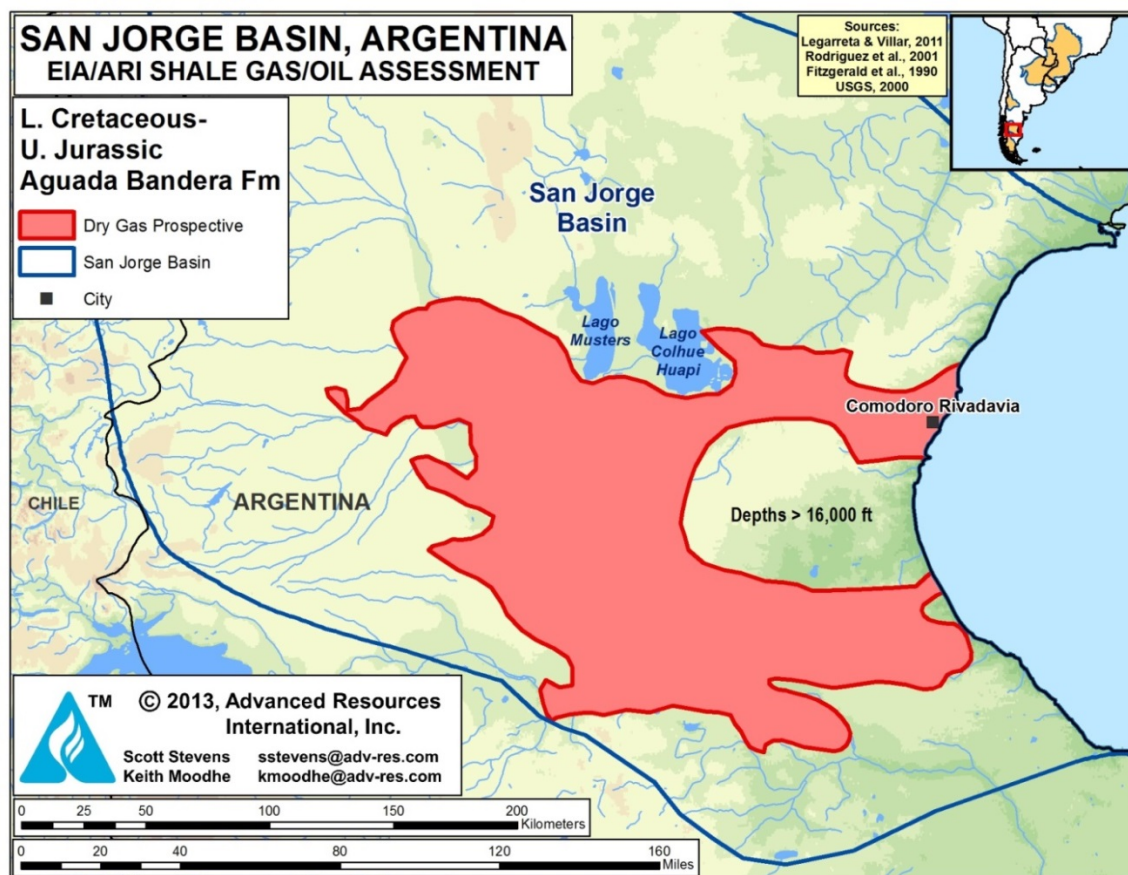 SAN JORGE BASIN, ARGENTINA
EIA/ARI SHALE GAS/OIL ASSESSMENT
Sources:
Legarreta & Villar, 2011
Rodriguez et al., 2001
Fitzgerald et al., 1990
USGS, 2000
L. Cretaceous-
U. Jurassic
Aguada Bandera Fm
Dry Gas Prospective
San Jorge Basin
City
San Jorge
Basin
Lago
Musters
Lago
Colhue
Huapi
Comodoro Rivadavia
CHILE
ARGENTINA
Depths > 16,000 ft
TM
© 2013, Advanced Resources
International, Inc.
Scott Stevens sstevens@adv-res.com
Keith Moodhe kmoodhe@adv-res.com
0 25 50 100 150 200
Kilometers
0 20 40 80 120 160
Miles